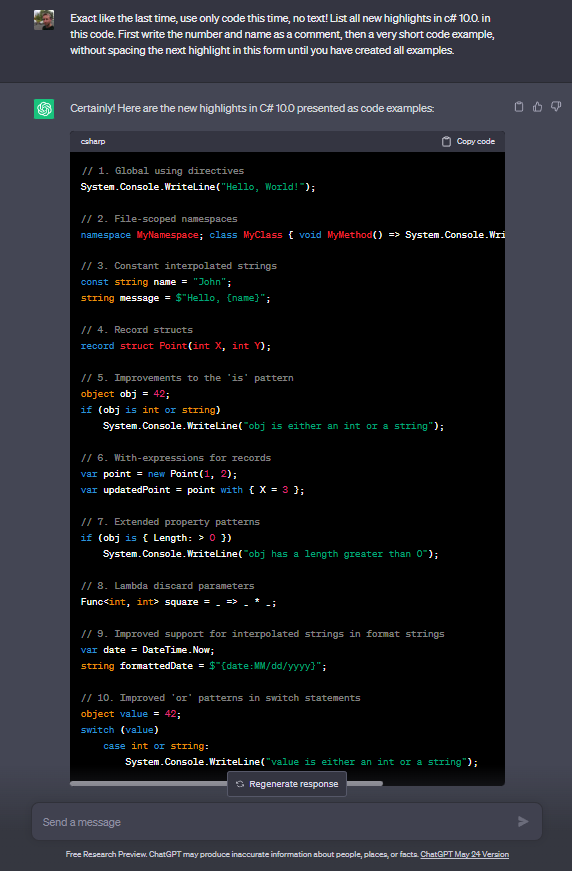 Exact like the last time, use only code this time, no text! List all new highlights in c# 10.0. in
this code. First write the number and name as a comment, then a very short code example,
without spacing the next highlight in this form until you have created all examples.
Certainly! Here are the new highlights in C# 10.0 presented as code examples:
csharp
Copy code
// 1. Global using directives
System.Console.WriteLine("Hello, World!");
// 2. File-scoped namespaces
namespace MyNamespace; class MyClass { void MyMethod() => System.Console.Wri
// 3. Constant interpolated strings
const string name = "John";
string message = $"Hello, {name}";
// 4. Record structs
record struct Point(int X, int Y);
// 5. Improvements to the 'is' pattern
object obj = 42;
if (obj is int or string)
    System.Console.WriteLine("obj is either an int or a string");
// 6. With-expressions for records
var point = new Point(1, 2);
var updatedPoint = point with { X = 3 };
// 7. Extended property patterns
if (obj is { Length: > 0 })
    System.Console.WriteLine("obj has a length greater than 0");
// 8. Lambda discard parameters
Func<int, int> square = _ => _ * _;
// 9. Improved support for interpolated strings in format strings
var date = DateTime.Now;
string formattedDate = $"{date:MM/dd/yyyy}";
// 10. Improved 'or' patterns in switch statements
object value = 42;
switch (value)
    case int or string:
        System.Console.WriteLine("value is either an int or a string");
Regenerate response
Send a message
Free Research Preview. ChatGPT may produce inaccurate information about people, places, or facts. ChatGPT May 24 Version